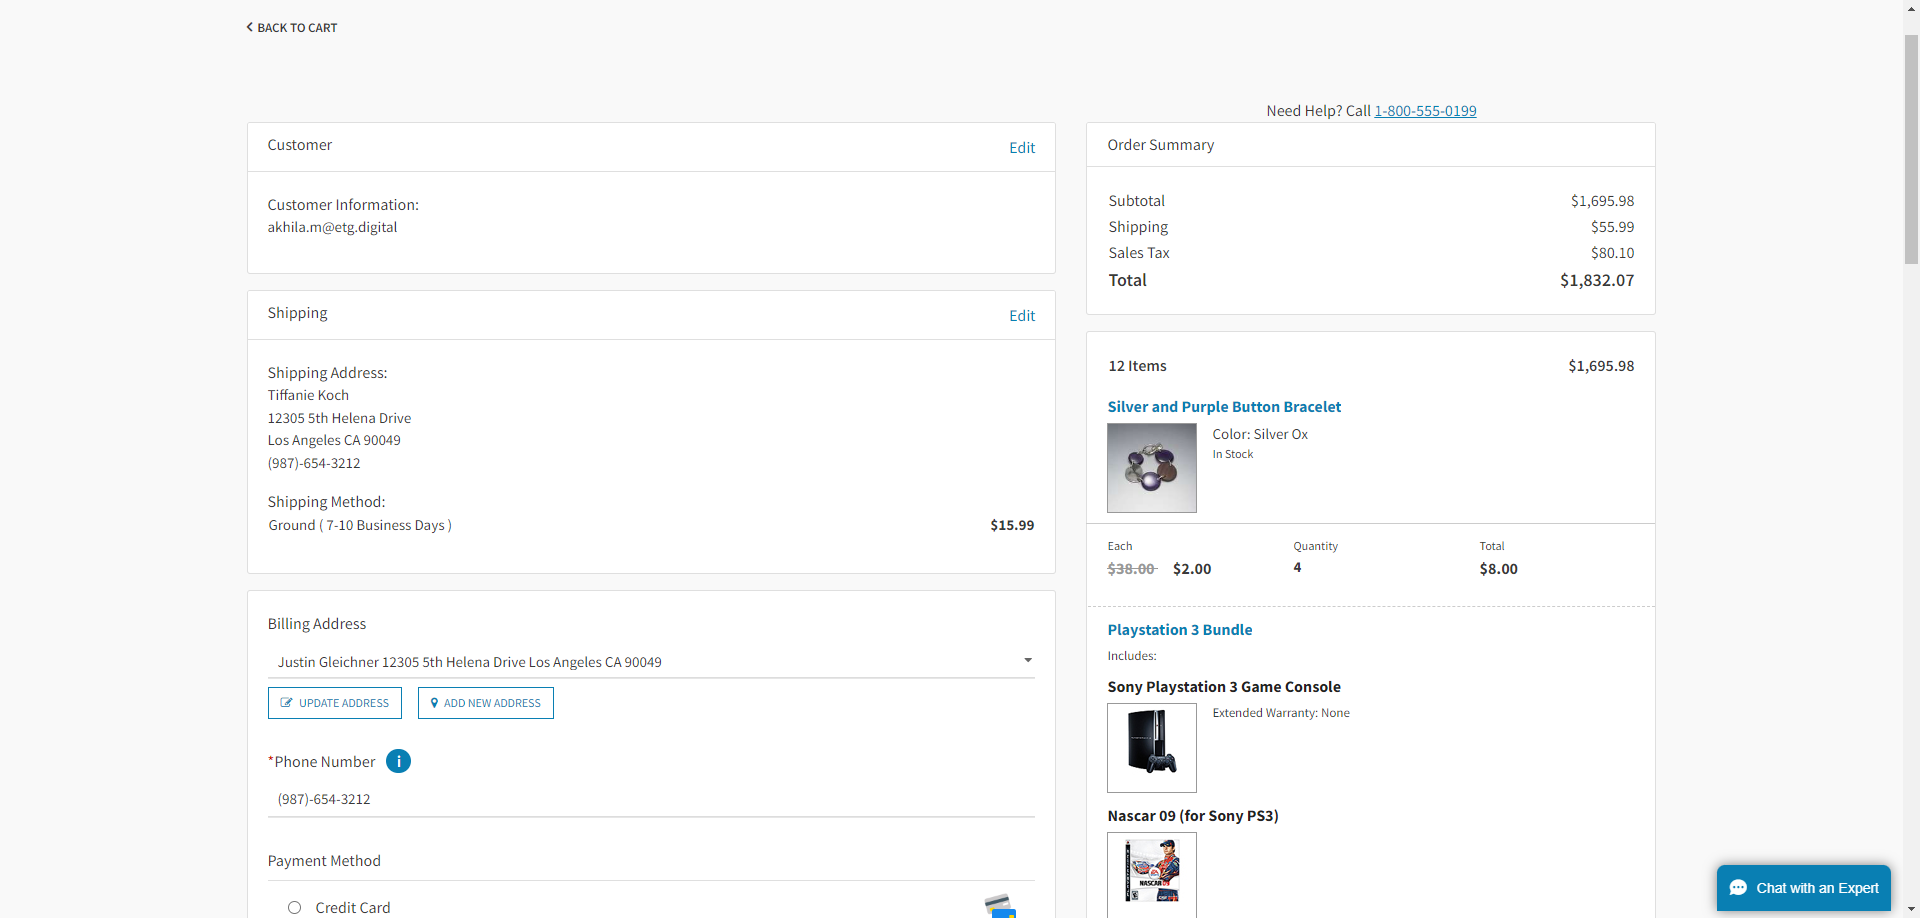 BACK TO CART
Need Help? Call 1-800-555-0199
Customer
Edit
Customer Information:
akhila.m@etg.digital
Shipping
Edit
Shipping Address:
Tiffanie Koch
12305 5th Helena Drive
Los Angeles CA 90049
(987)-654-3212
Shipping Method:
Ground ( 7-10 Business Days )
$15.99
Billing Address
Justin Gleichner 12305 5th Helena Drive Los Angeles CA 90049
UPDATE ADDRESS
ADD NEW ADDRESS
*Phone Number
i
(987)-654-3212
Payment Method
Credit Card
Order Summary
Subtotal $1,695.98
Shipping $55.99
Sales Tax $80.10
Total $1,832.07
12 Items $1,695.98
Silver and Purple Button Bracelet
Color: Silver Ox
In Stock
Each Quantity Total
$38.00 $2.00 4 $8.00
Playstation 3 Bundle
Includes:
Sony Playstation 3 Game Console
Extended Warranty: None
Nascar 09 (for Sony PS3)
NASCAR 09
Chat with an Expert